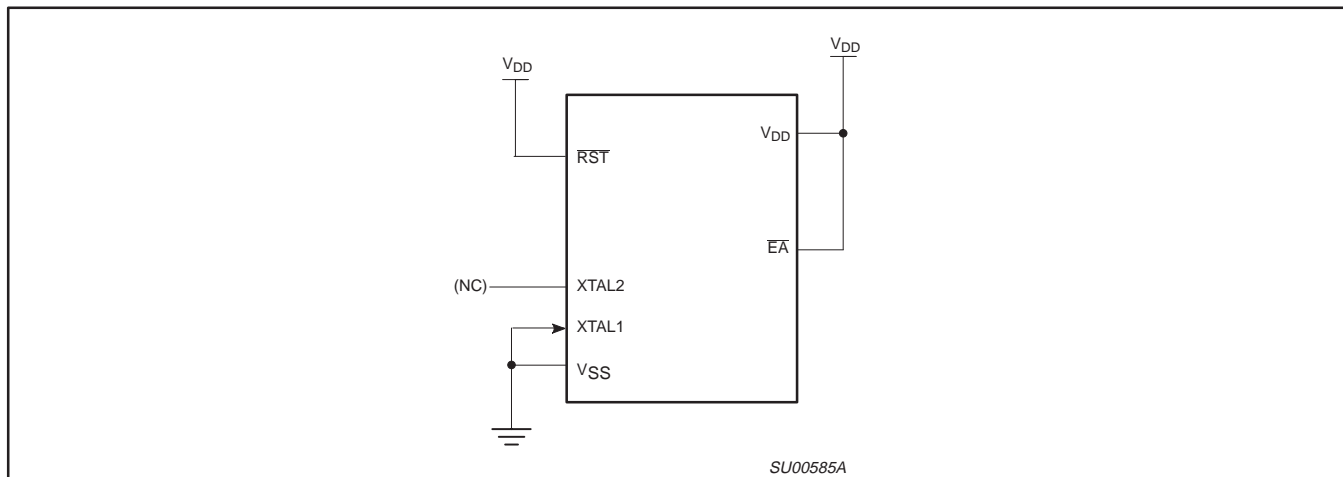 VDD
VDD
VDD
RST
EA
(NC)
XTAL2
XTAL1
VSS
SU00585A